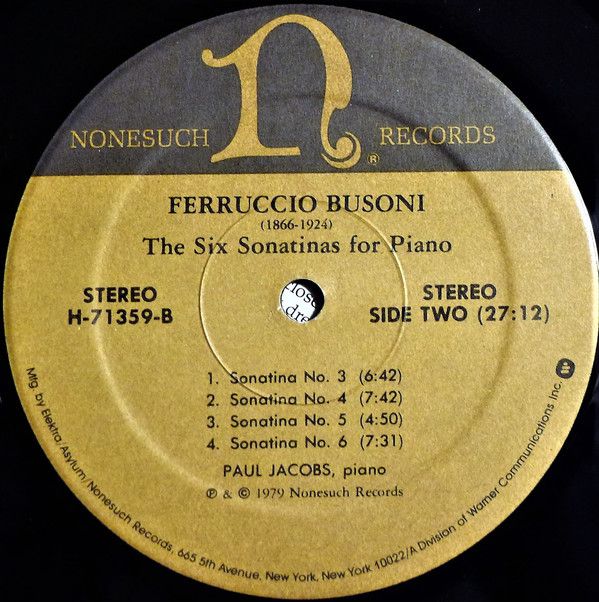 n
NONESUCH RECORDS
®
FERRUCCIO BUSONI
(1866-1924)
The Six Sonatinas for Piano
STEREO
H-71359-B
STEREO
SIDE TWO (27:12)
1. Sonatina No. 3 (6:42)
2. Sonatina No. 4 (7:42)
3. Sonatina No. 5 (4:50)
4. Sonatina No. 6 (7:31)
PAUL JACOBS, piano
℗ & © 1979 Nonesuch Records
Mfg. by Elektra/Asylum/Nonesuch Records, 665 5th Avenue, New York, New York 10022/A Division of Warner Communications Inc.